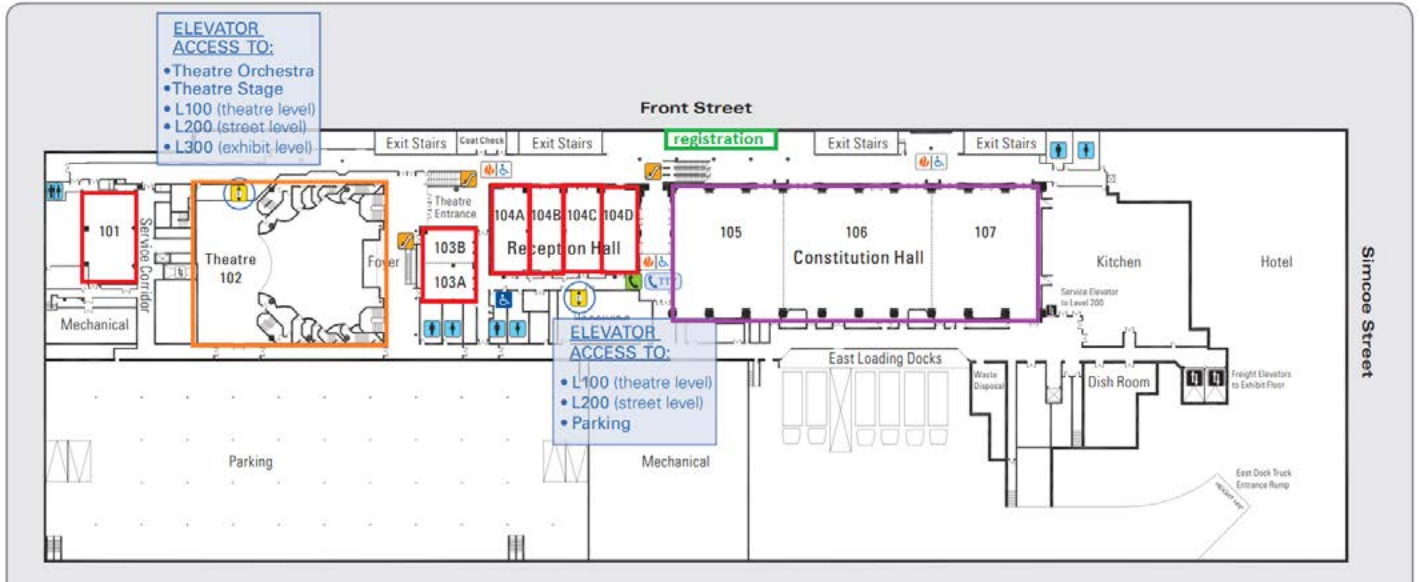 ELEVATOR
ACCESS TO:
•Theatre Orchestra
•Theatre Stage
• L100 (theatre level)
• L200 (street level)
• L300 (exhibit level)
Front Street
Exit Stairs
Coat Check
Exit Stairs
registration
Exit Stairs
Exit Stairs
101
Service Corridor
Theatre
102
Foyer
Theatre
Entrance
103B
103A
104A
104B
104C
104D
Reception Hall
TTY
105
106
107
Constitution Hall
Kitchen
Hotel
Simcoe Street
Service Elevator
to Level 200
Mechanical
ELEVATOR
ACCESS TO:
• L100 (theatre level)
• L200 (street level)
• Parking
East Loading Docks
Waste
Disposal
Dish Room
Freight Elevators
to Exhibit Floor
Parking
Mechanical
East Dock Truck
Entrance Ramp